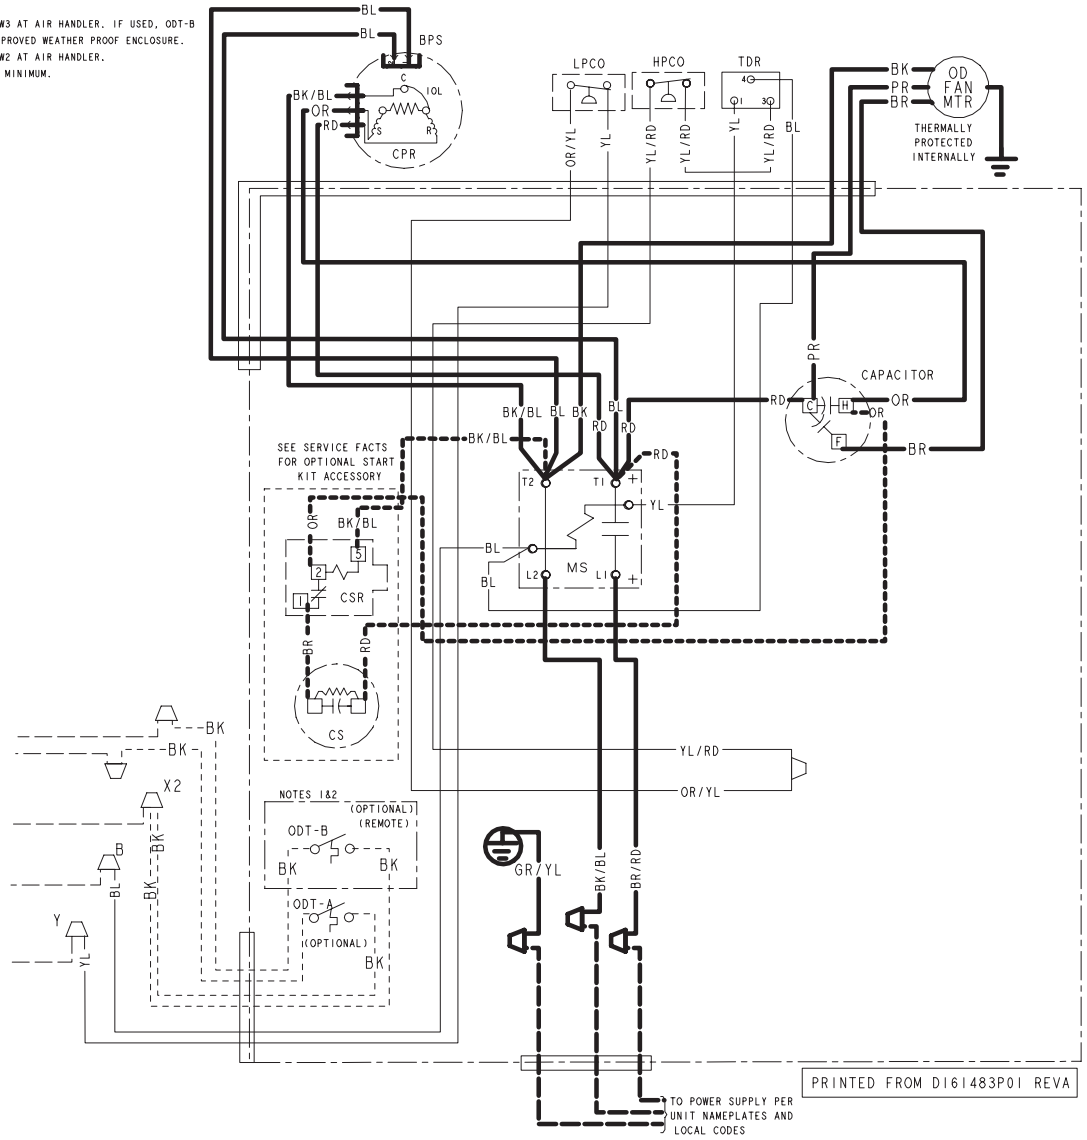 W3 AT AIR HANDLER. IF USED, ODT-B
PROVED WEATHER PROOF ENCLOSURE.
W2 AT AIR HANDLER.
MINIMUM.
BL
BL
BPS
C
IOL
S
R
CPR
BK/BL
OR
RD
LPCO
HPCO
TDR
4
1
3
OR/YL
YL
YL/RD
YL/RD
YL
YL/RD
BL
BK
PR
BR
OD
FAN
MTR
THERMALLY
PROTECTED
INTERNALLY
PR
CAPACITOR
RD
C
H
OR
OR
F
BR
BK/BL
BL
BK
RD
BL
RD
BK/BL
RD
SEE SERVICE FACTS
FOR OPTIONAL START
KIT ACCESSORY
T2
T1
+
YL
BL
BL
MS
L2
L1
+
OR
BK/BL
5
2
1
CSR
BR
RD
CS
BK
BK
X2
B
BL
BK
BK
Y
YL
NOTES 1&2
(OPTIONAL)
(REMOTE)
ODT-B
BK
BK
ODT-A
(OPTIONAL)
BK
YL/RD
OR/YL
GR/YL
BK/BL
BR/RD
PRINTED FROM D161483P01 REVA
TO POWER SUPPLY PER
UNIT NAMEPLATES AND
LOCAL CODES